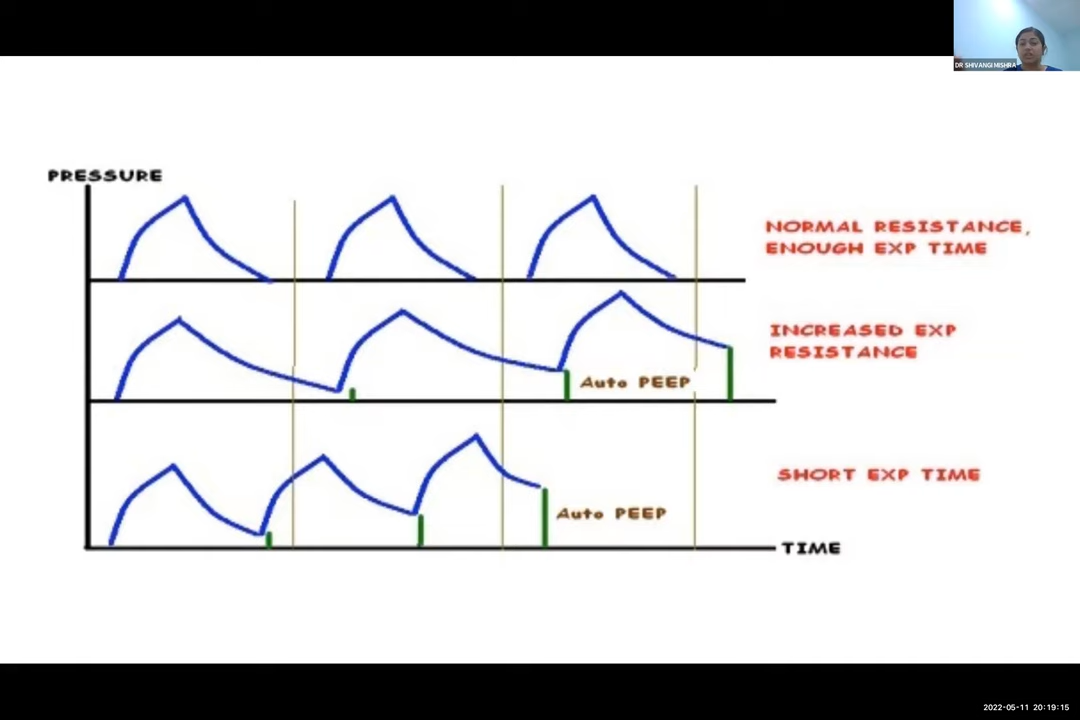 DR SHIVANGI MISHRA
PRESSURE
NORMAL RESISTANCE,
ENOUGH EXP TIME
INCREASED EXP
RESISTANCE
Auto PEEP
SHORT EXP TIME
Auto PEEP
TIME
2022-05-11 20:19:15